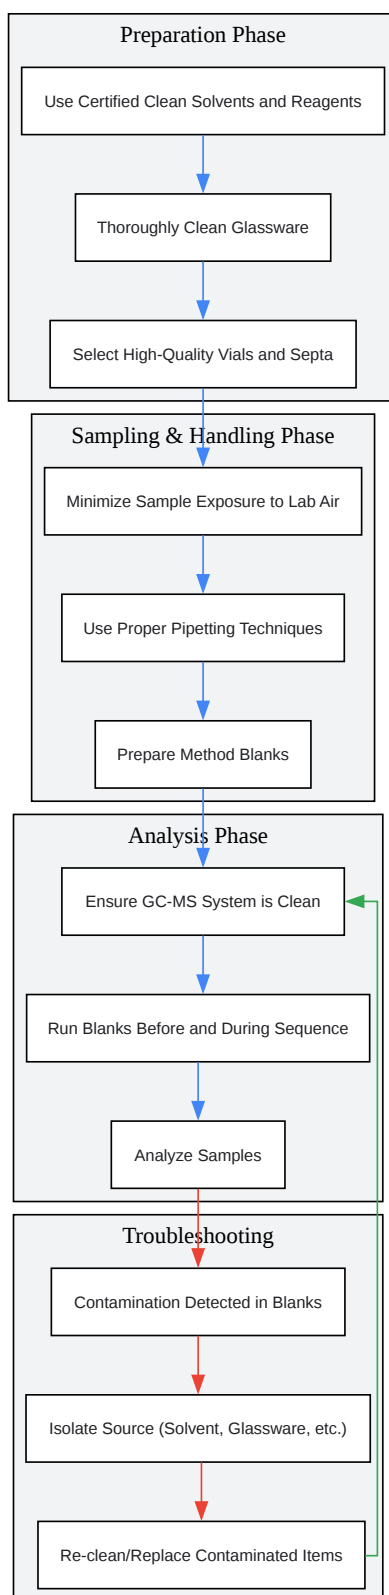 Preparation Phase
Use Certified Clean Solvents and Reagents
Thoroughly Clean Glassware
Select High-Quality Vials and Septa
Sampling & Handling Phase
Minimize Sample Exposure to Lab Air
Use Proper Pipetting Techniques
Prepare Method Blanks
Analysis Phase
Ensure GC-MS System is Clean
Run Blanks Before and During Sequence
Analyze Samples
Troubleshooting
Contamination Detected in Blanks
Isolate Source (Solvent, Glassware, etc.)
Re-clean/Replace Contaminated Items